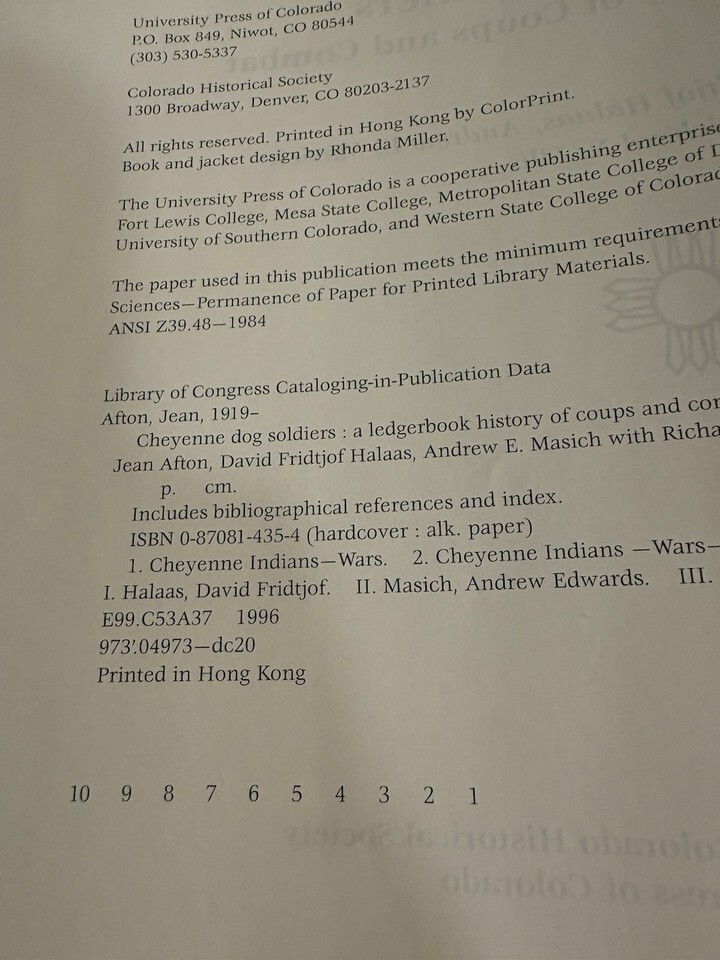 University Press of Colorado
P.O. Box 849, Niwot, CO 80544
(303) 530-5337
Colorado Historical Society
1300 Broadway, Denver, CO 80203-2137
All rights reserved. Printed in Hong Kong by ColorPrint.
Book and jacket design by Rhonda Miller.
The University Press of Colorado is a cooperative publishing enterprise
Fort Lewis College, Mesa State College, Metropolitan State College of D
University of Southern Colorado, and Western State College of Colorad
The paper used in this publication meets the minimum requirements
Sciences—Permanence of Paper for Printed Library Materials.
ANSI Z39.48—1984
Library of Congress Cataloging-in-Publication Data
Afton, Jean, 1919–
Cheyenne dog soldiers : a ledgerbook history of coups and com
Jean Afton, David Fridtjof Halaas, Andrew E. Masich with Richa
p. cm.
Includes bibliographical references and index.
ISBN 0-87081-435-4 (hardcover : alk. paper)
1. Cheyenne Indians—Wars. 2. Cheyenne Indians —Wars—
I. Halaas, David Fridtjof. II. Masich, Andrew Edwards. III.
E99.C53A37 1996
973'.04973—dc20
Printed in Hong Kong
10 9 8 7 6 5 4 3 2 1